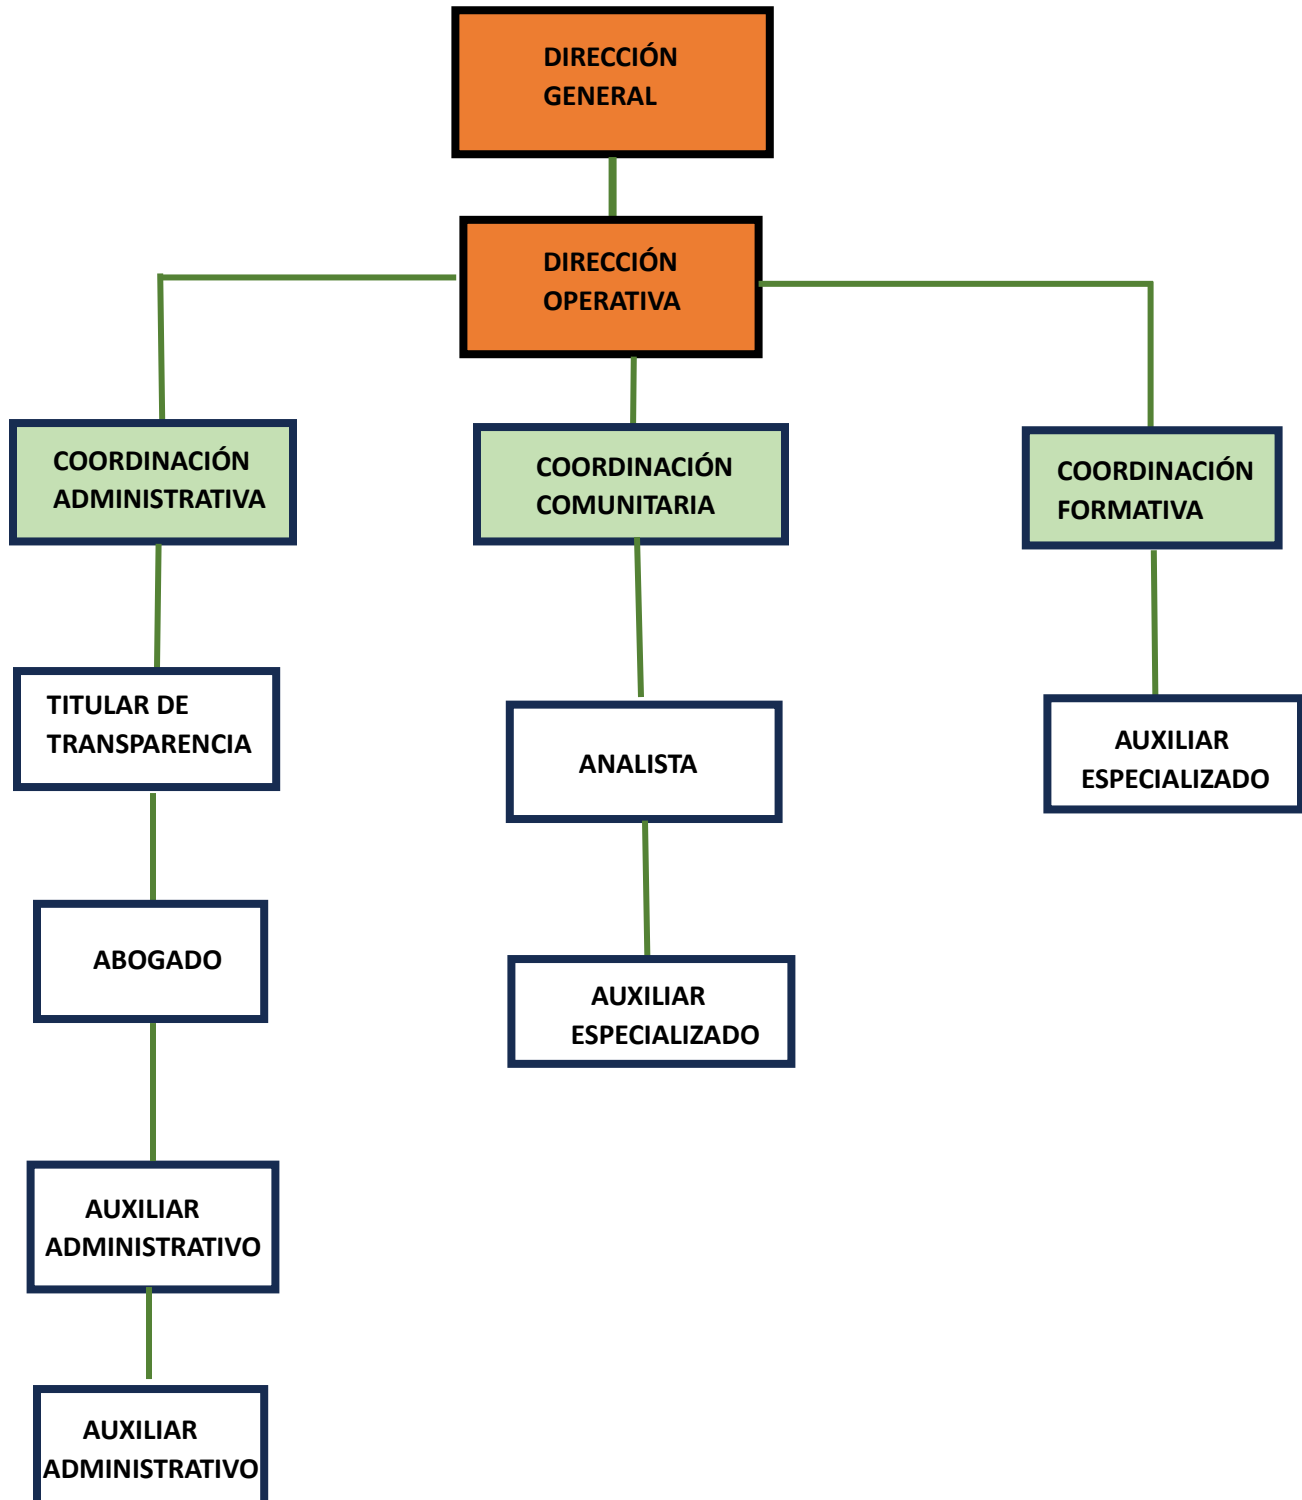 DIRECCIÓN
GENERAL
DIRECCIÓN
OPERATIVA
COORDINACIÓN
ADMINISTRATIVA
COORDINACIÓN
COMUNITARIA
COORDINACIÓN
FORMATIVA
TITULAR DE
TRANSPARENCIA
ANALISTA
AUXILIAR
ESPECIALIZADO
ABOGADO
AUXILIAR
ESPECIALIZADO
AUXILIAR
ADMINISTRATIVO
AUXILIAR
ADMINISTRATIVO